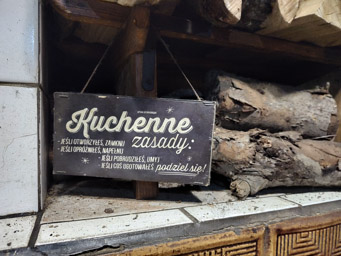 Kuchenne
zasady:
- JEŚLI OTWORZYŁEŚ, ZAMKNIJ
- JEŚLI OPRÓŻNIŁEŚ, NAPEŁNIJ
- JEŚLI POBRUDZIŁEŚ, UMYJ
- JEŚLI COŚ UGOTOWAŁEŚ podziel się!